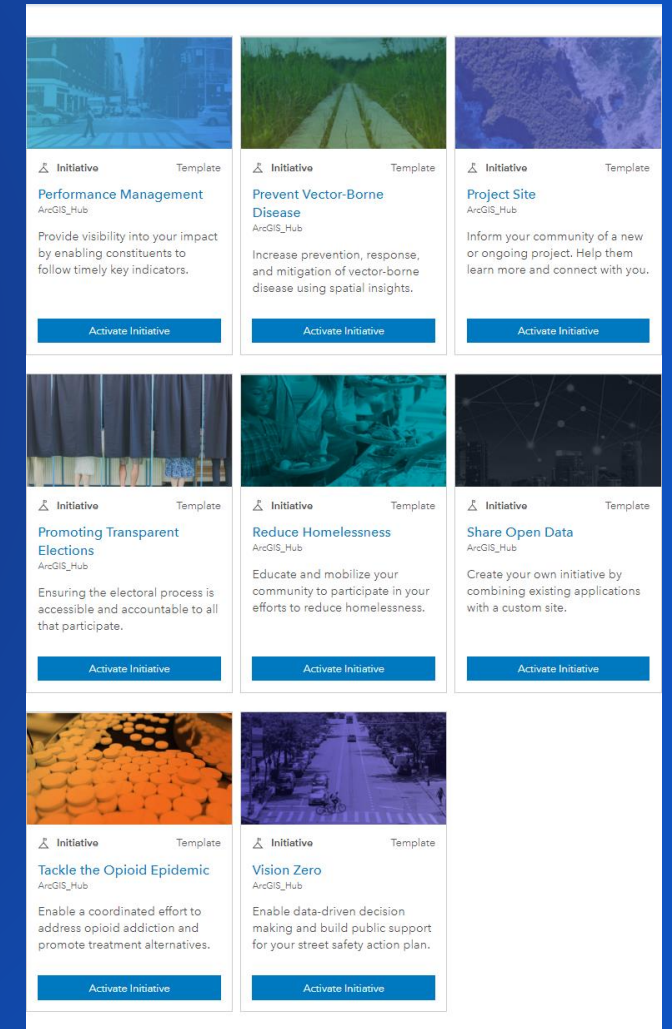 Initiative Template
Performance Management
ArcGIS_Hub
Provide visibility into your impact
by enabling constituents to
follow timely key indicators.
Activate Initiative
Initiative Template
Prevent Vector-Borne
Disease
ArcGIS_Hub
Increase prevention, response,
and mitigation of vector-borne
disease using spatial insights.
Activate Initiative
Initiative Template
Project Site
ArcGIS_Hub
Inform your community of a new
or ongoing project. Help them
learn more and connect with you.
Activate Initiative
Initiative Template
Promoting Transparent
Elections
ArcGIS_Hub
Ensuring the electoral process is
accessible and accountable to all
that participate.
Activate Initiative
Initiative Template
Reduce Homelessness
ArcGIS_Hub
Educate and mobilize your
community to participate in your
efforts to reduce homelessness.
Activate Initiative
Initiative Template
Share Open Data
ArcGIS_Hub
Create your own initiative by
combining existing applications
with a custom site.
Activate Initiative
Initiative Template
Tackle the Opioid Epidemic
ArcGIS_Hub
Enable a coordinated effort to
address opioid addiction and
promote treatment alternatives.
Activate Initiative
Initiative Template
Vision Zero
ArcGIS_Hub
Enable data-driven decision
making and build public support
for your street safety action plan.
Activate Initiative